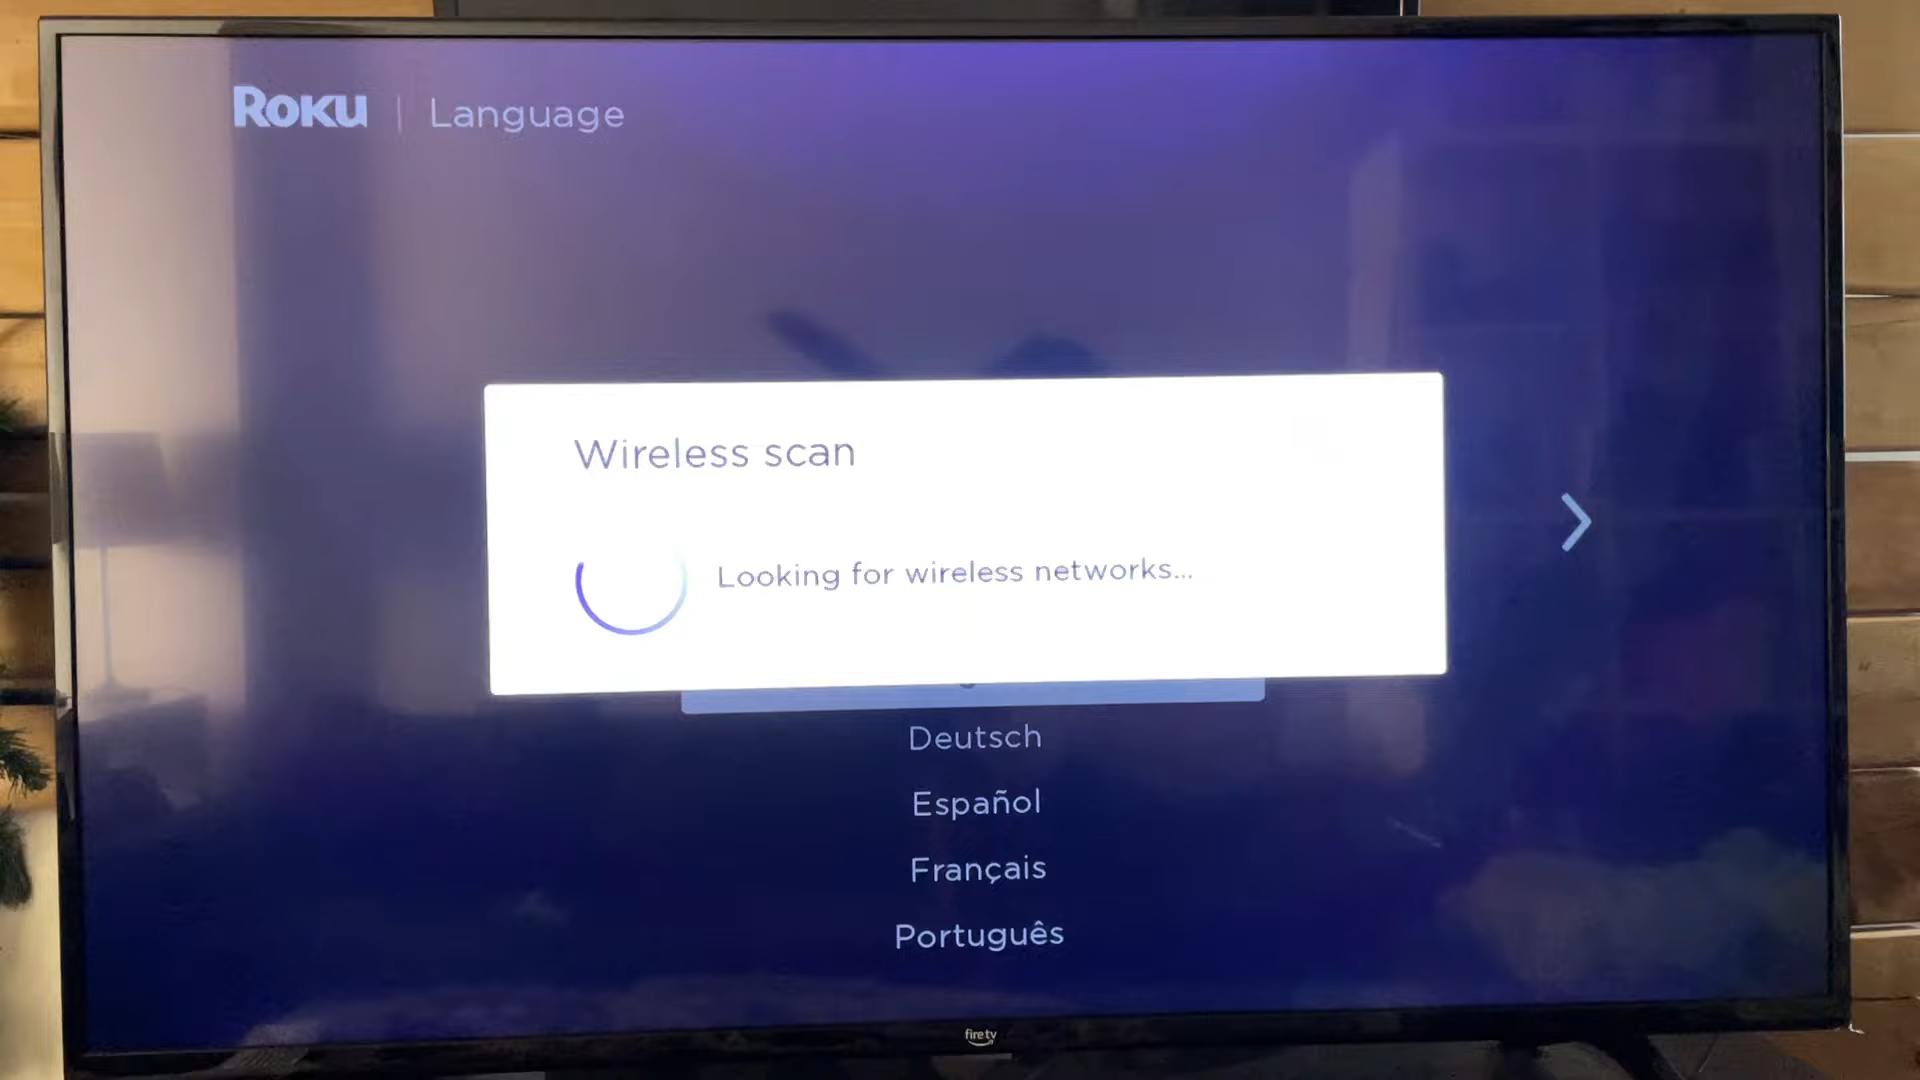 Roku | Language
Wireless scan
Looking for wireless networks...
Deutsch
Español
Français
Português
fire tv